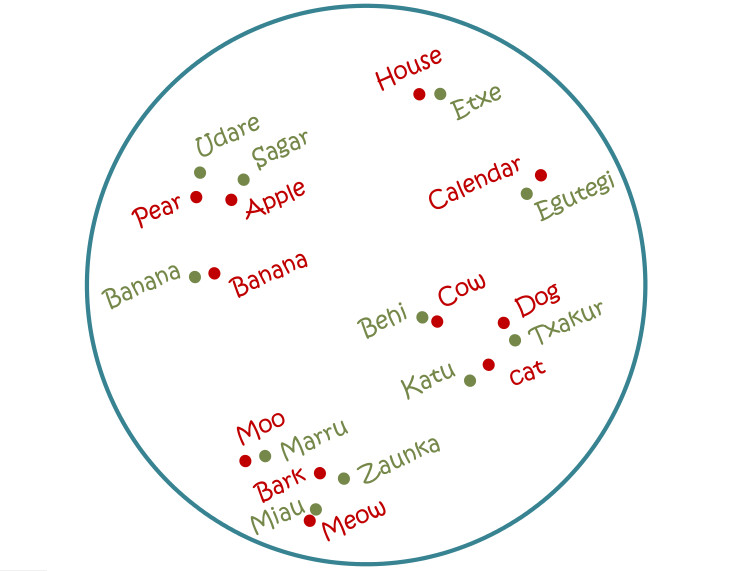 House
Etxe
Udare
Sagar
Pear
Apple
Calendar
Egutegi
Banana
Banana
Cow
Behi
Dog
Txakur
Katu
cat
Moo
Marru
Bark
Zaunka
Miau
Meow